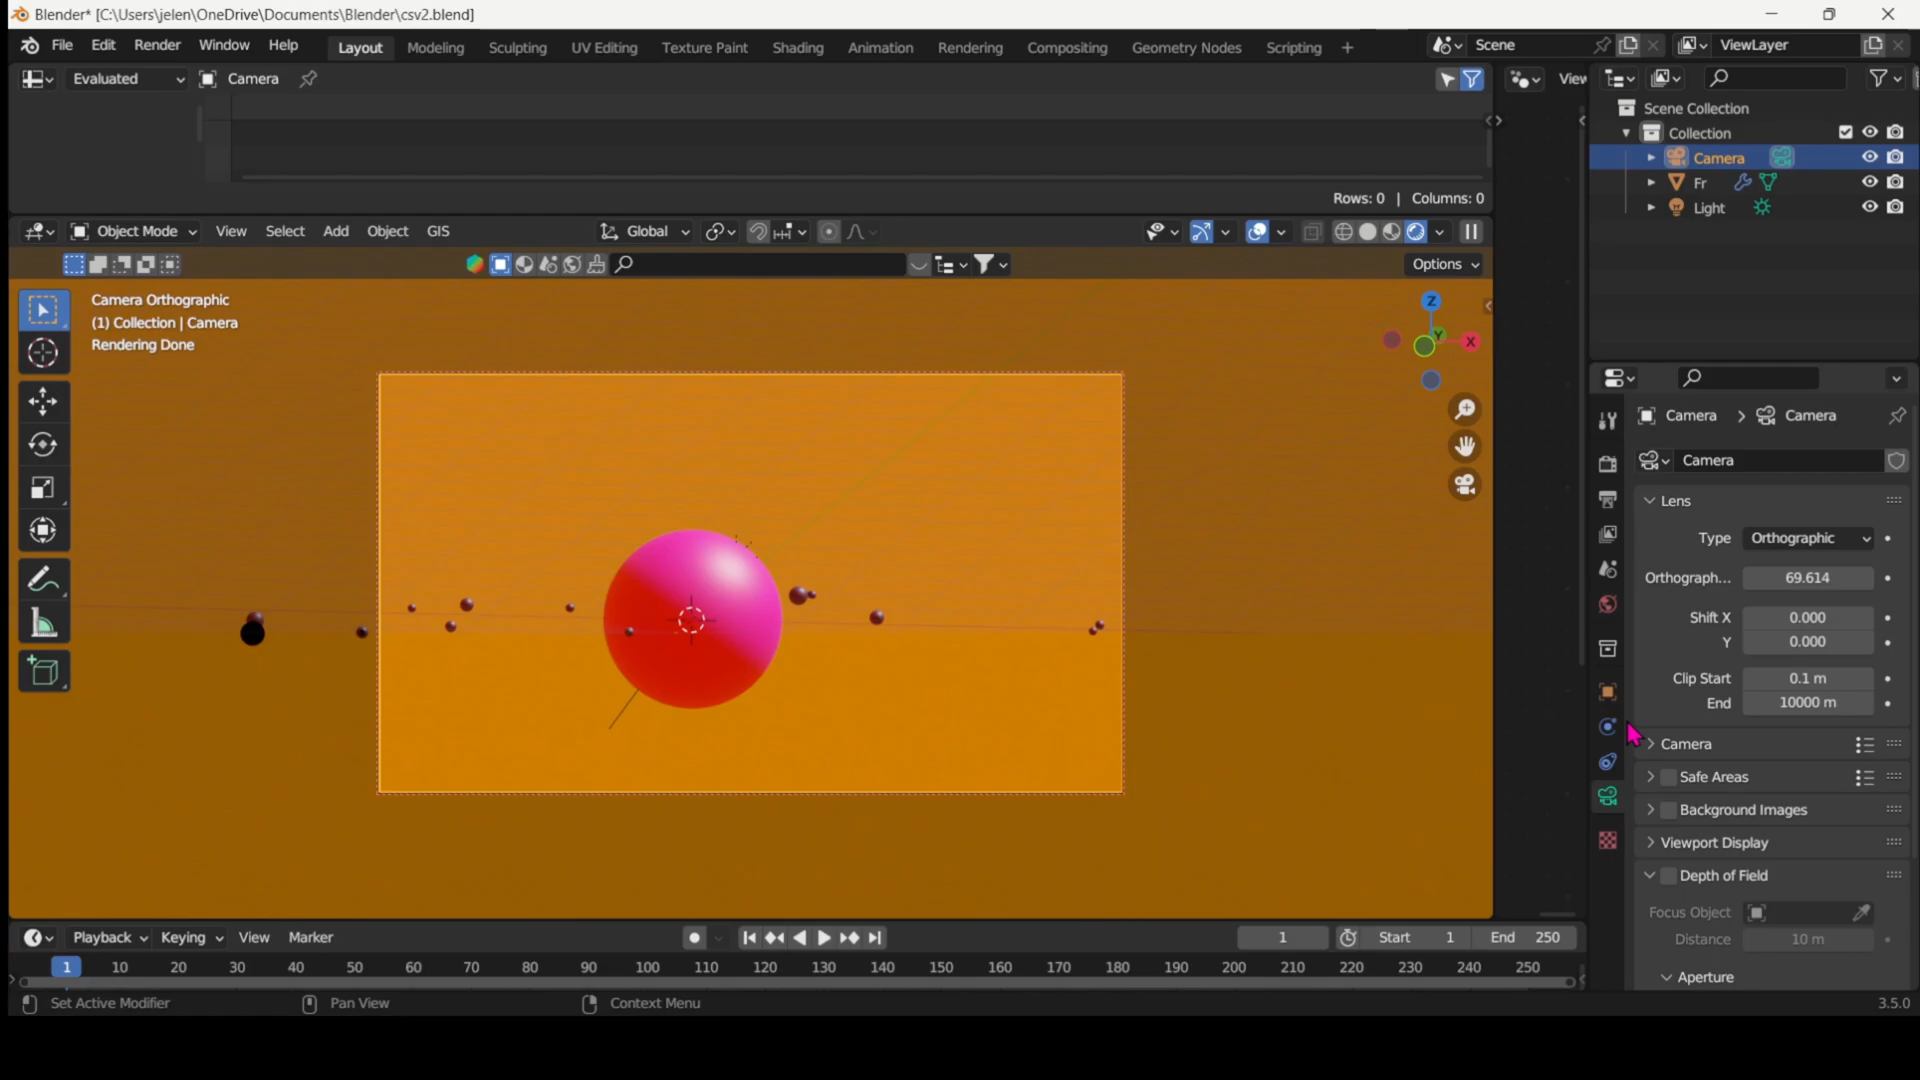 Blender* [C:\Users\jelen\OneDrive\Documents\Blender\csv2.blend]
File Edit Render Window Help Layout Modeling Sculpting UV Editing Texture Paint Shading Animation Rendering Compositing Geometry Nodes Scripting + Scene ViewLayer
Evaluated Camera View
Scene Collection
Collection
Camera
Fr
Light
Rows: 0 | Columns: 0
Object Mode View Select Add Object GIS Global
Options
Camera Orthographic
(1) Collection | Camera
Rendering Done
Z
Y
X
Camera > Camera
Camera
Lens
Type Orthographic
Orthograph... 69.614
Shift X 0.000
Y 0.000
Clip Start 0.1 m
End 10000 m
Camera
Safe Areas
Background Images
Viewport Display
Depth of Field
Focus Object
Distance 10 m
Aperture
Playback Keying View Marker 1 Start 1 End 250
1 10 20 30 40 50 60 70 80 90 100 110 120 130 140 150 160 170 180 190 200 210 220 230 240 250
Set Active Modifier Pan View Context Menu 3.5.0